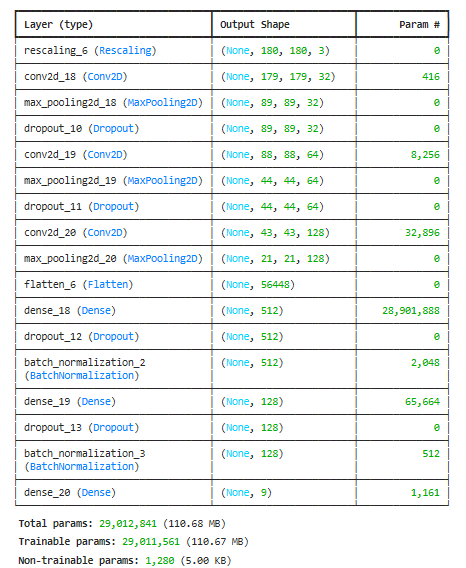 Layer (type) Output Shape Param #
rescaling_6 (Rescaling) (None, 180, 180, 3) 0
conv2d_18 (Conv2D) (None, 179, 179, 32) 416
max_pooling2d_18 (MaxPooling2D) (None, 89, 89, 32) 0
dropout_10 (Dropout) (None, 89, 89, 32) 0
conv2d_19 (Conv2D) (None, 88, 88, 64) 8,256
max_pooling2d_19 (MaxPooling2D) (None, 44, 44, 64) 0
dropout_11 (Dropout) (None, 44, 44, 64) 0
conv2d_20 (Conv2D) (None, 43, 43, 128) 32,896
max_pooling2d_20 (MaxPooling2D) (None, 21, 21, 128) 0
flatten_6 (Flatten) (None, 56448) 0
dense_18 (Dense) (None, 512) 28,901,888
dropout_12 (Dropout) (None, 512) 0
batch_normalization_2 (None, 512) 2,048
(BatchNormalization)
dense_19 (Dense) (None, 128) 65,664
dropout_13 (Dropout) (None, 128) 0
batch_normalization_3 (None, 128) 512
(BatchNormalization)
dense_20 (Dense) (None, 9) 1,161
Total params: 29,012,841 (110.68 MB)
Trainable params: 29,011,561 (110.67 MB)
Non-trainable params: 1,280 (5.00 KB)